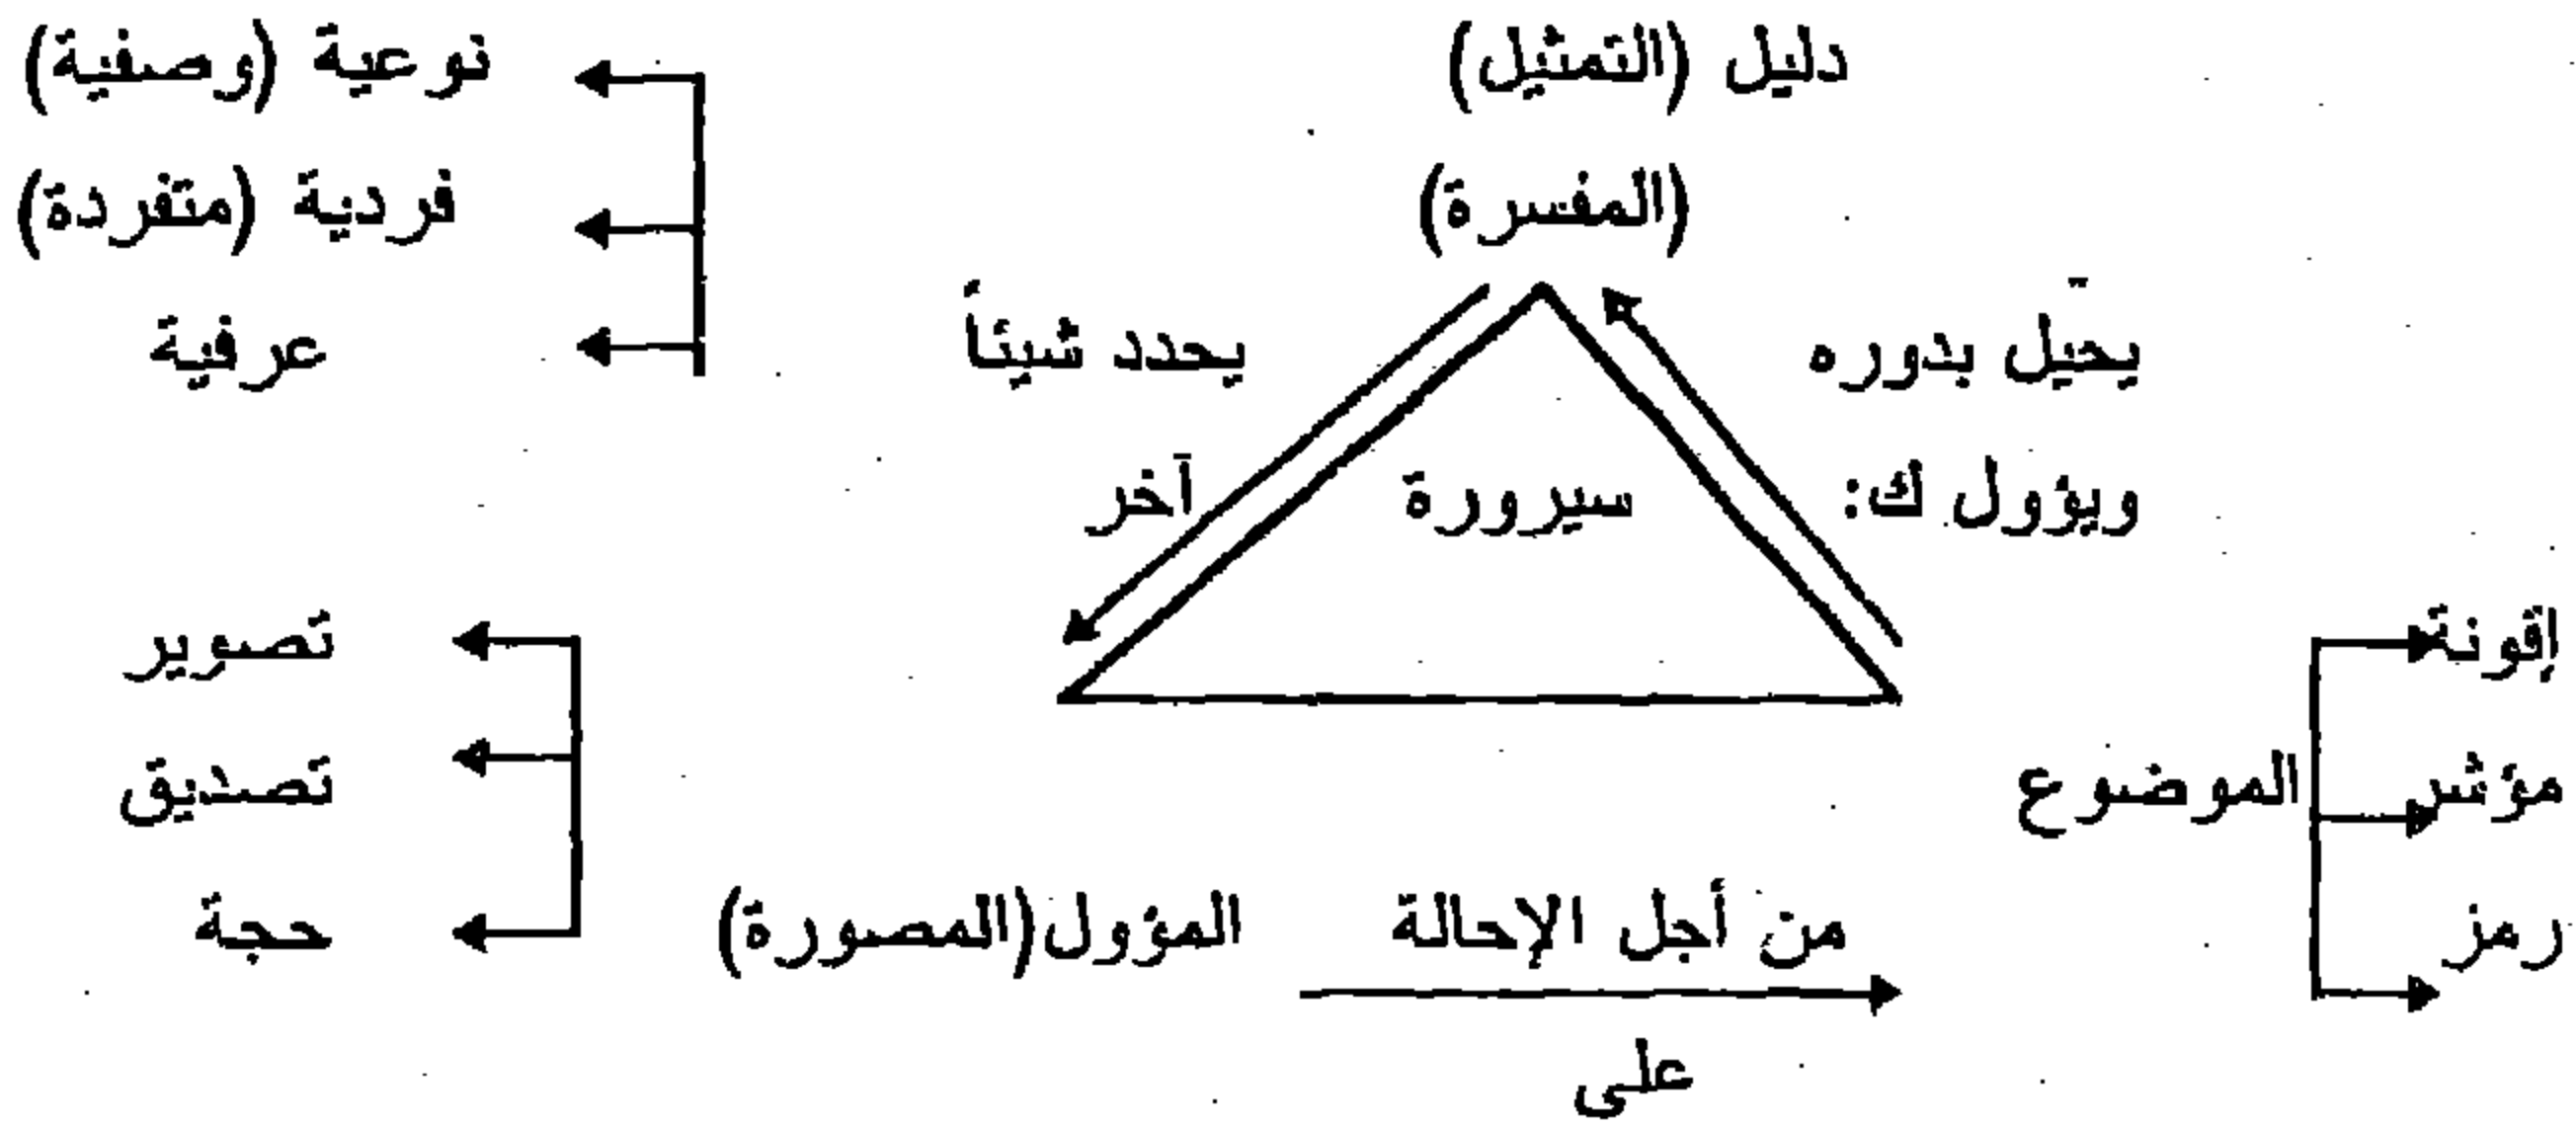 دليل (التمثيل)
نوعية (وصفية)
(المفسرة)
فردية (متفردة)
عرفية
يحيل بدوره
يحدد شيئاً
ويؤول ك:
سيرورة
آخر
إقونة
تصوير
الموضوع
مؤشر
تصديق
رمز
من أجل الإحالة
المؤول(المصورة)
حجة
على